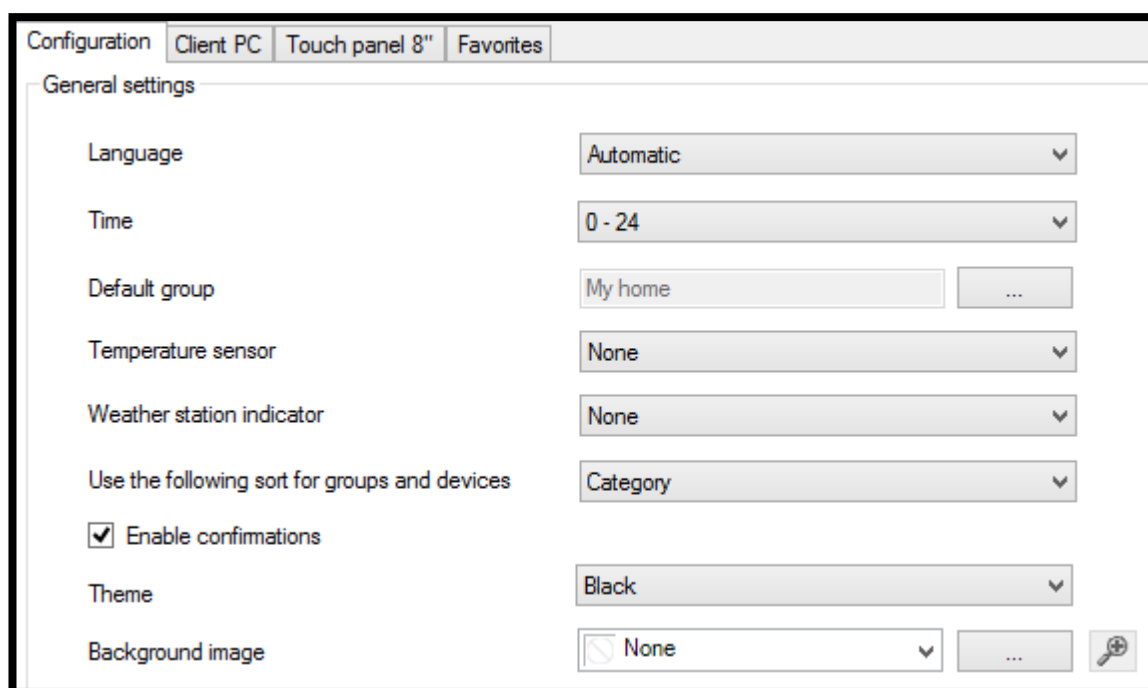 Configuration Client PC Touch panel 8" Favorites
General settings
Language Automatic
Time 0 - 24
Default group My home ...
Temperature sensor None
Weather station indicator None
Use the following sort for groups and devices Category
Enable confirmations
Theme Black
Background image None ...